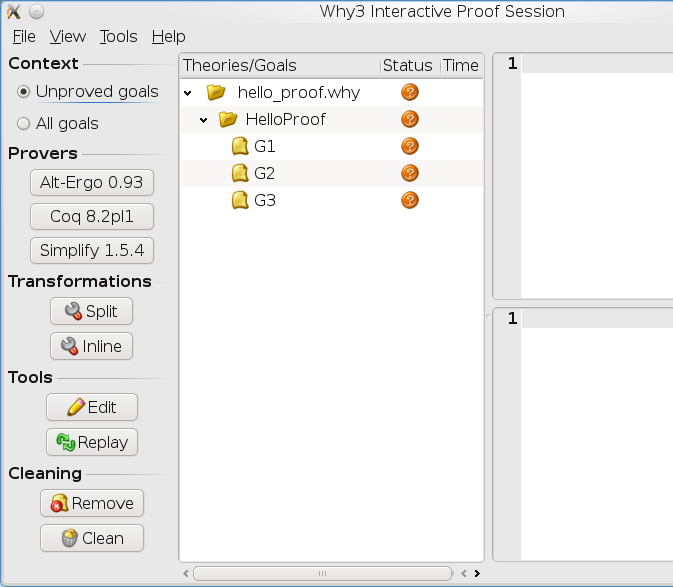 Why3 Interactive Proof Session
File View Tools Help
Context
Unproved goals
All goals
Provers
Alt-Ergo 0.93
Coq 8.2pl1
Simplify 1.5.4
Transformations
Split
Inline
Tools
Edit
Replay
Cleaning
Remove
Clean
Theories/Goals Status Time
hello_proof.why
HelloProof
G1
G2
G3
1
1